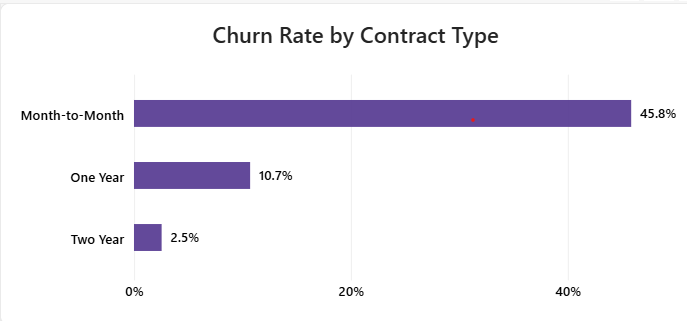 Churn Rate by Contract Type
Month-to-Month 45.8%
One Year 10.7%
Two Year 2.5%
0% 20% 40%